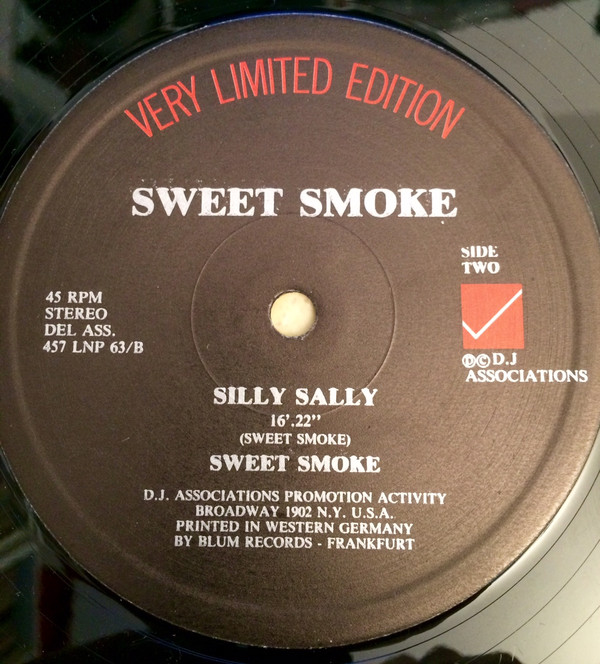 VERY LIMITED EDITION
SWEET SMOKE
SIDE
TWO
45 RPM
STEREO
DEL ASS.
457 LNP 63/B
Ⓟ©D.J
ASSOCIATIONS
SILLY SALLY
16'.22"
(SWEET SMOKE)
SWEET SMOKE
D.J. ASSOCIATIONS PROMOTION ACTIVITY
BROADWAY 1902 N.Y. U.S.A.
PRINTED IN WESTERN GERMANY
BY BLUM RECORDS - FRANKFURT